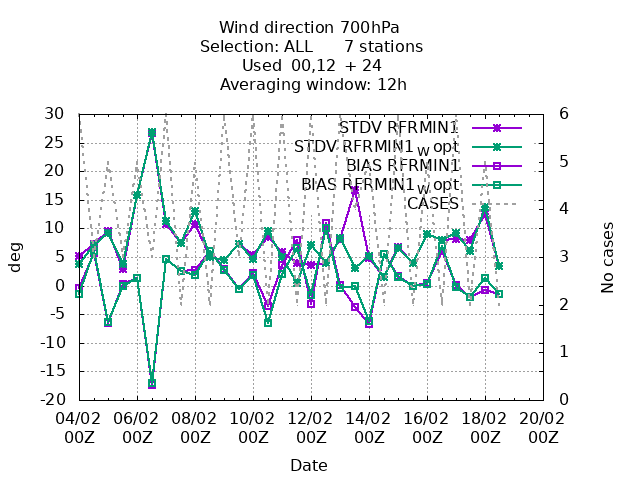 Wind direction 700hPa
Selection: ALL 7 stations
Used 00,12 + 24
Averaging window: 12h
30
25
20
15
10
5
0
-5
-10
-15
-20
deg
6
5
4
3
2
1
0
No cases
STDV RFRMIN1
STDV RFRMIN1w opt
BIAS RFRMIN1
BIAS RFRMIN1w opt
CASES
04/02 06/02 08/02 10/02 12/02 14/02 16/02 18/02 20/02
00Z 00Z 00Z 00Z 00Z 00Z 00Z 00Z 00Z
Date